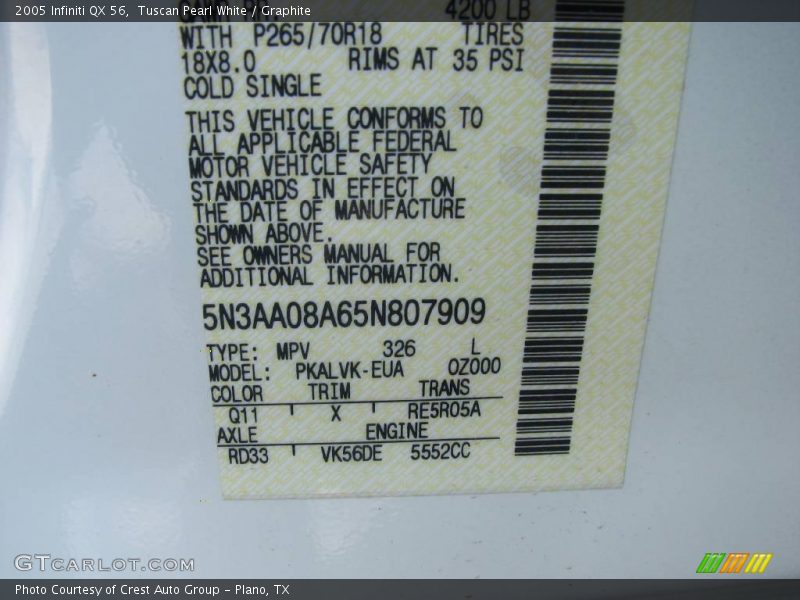 2005 Infiniti QX 56, Tuscan Pearl White / Graphite
4200 LB
WITH P265/70R18 TIRES
18X8.0 RIMS AT 35 PSI
COLD SINGLE
THIS VEHICLE CONFORMS TO
ALL APPLICABLE FEDERAL
MOTOR VEHICLE SAFETY
STANDARDS IN EFFECT ON
THE DATE OF MANUFACTURE
SHOWN ABOVE.
SEE OWNERS MANUAL FOR
ADDITIONAL INFORMATION.
5N3AA08A65N807909
TYPE: MPV 326 L
MODEL: PKALVK-EUA 0Z000
COLOR TRIM TRANS
Q11 X RE5R05A
AXLE ENGINE
RD33 VK56DE 5552CC
GTCARLOT.COM
Photo Courtesy of Crest Auto Group - Plano, TX